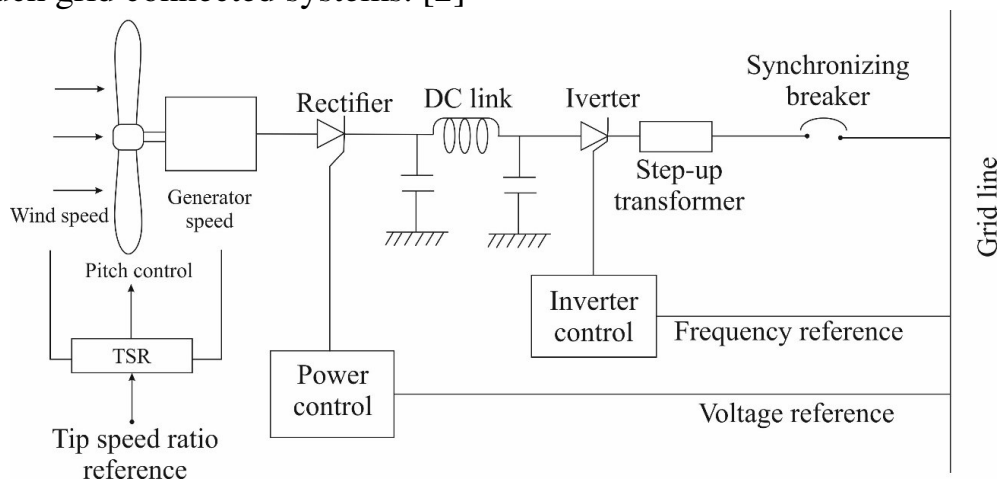 Rectifier
DC link
Iverter
Synchronizing
breaker
Step-up
transformer
Generator
speed
Wind speed
Pitch control
TSR
Tip speed ratio
reference
Power
control
Inverter
control
Frequency reference
Voltage reference
Grid line